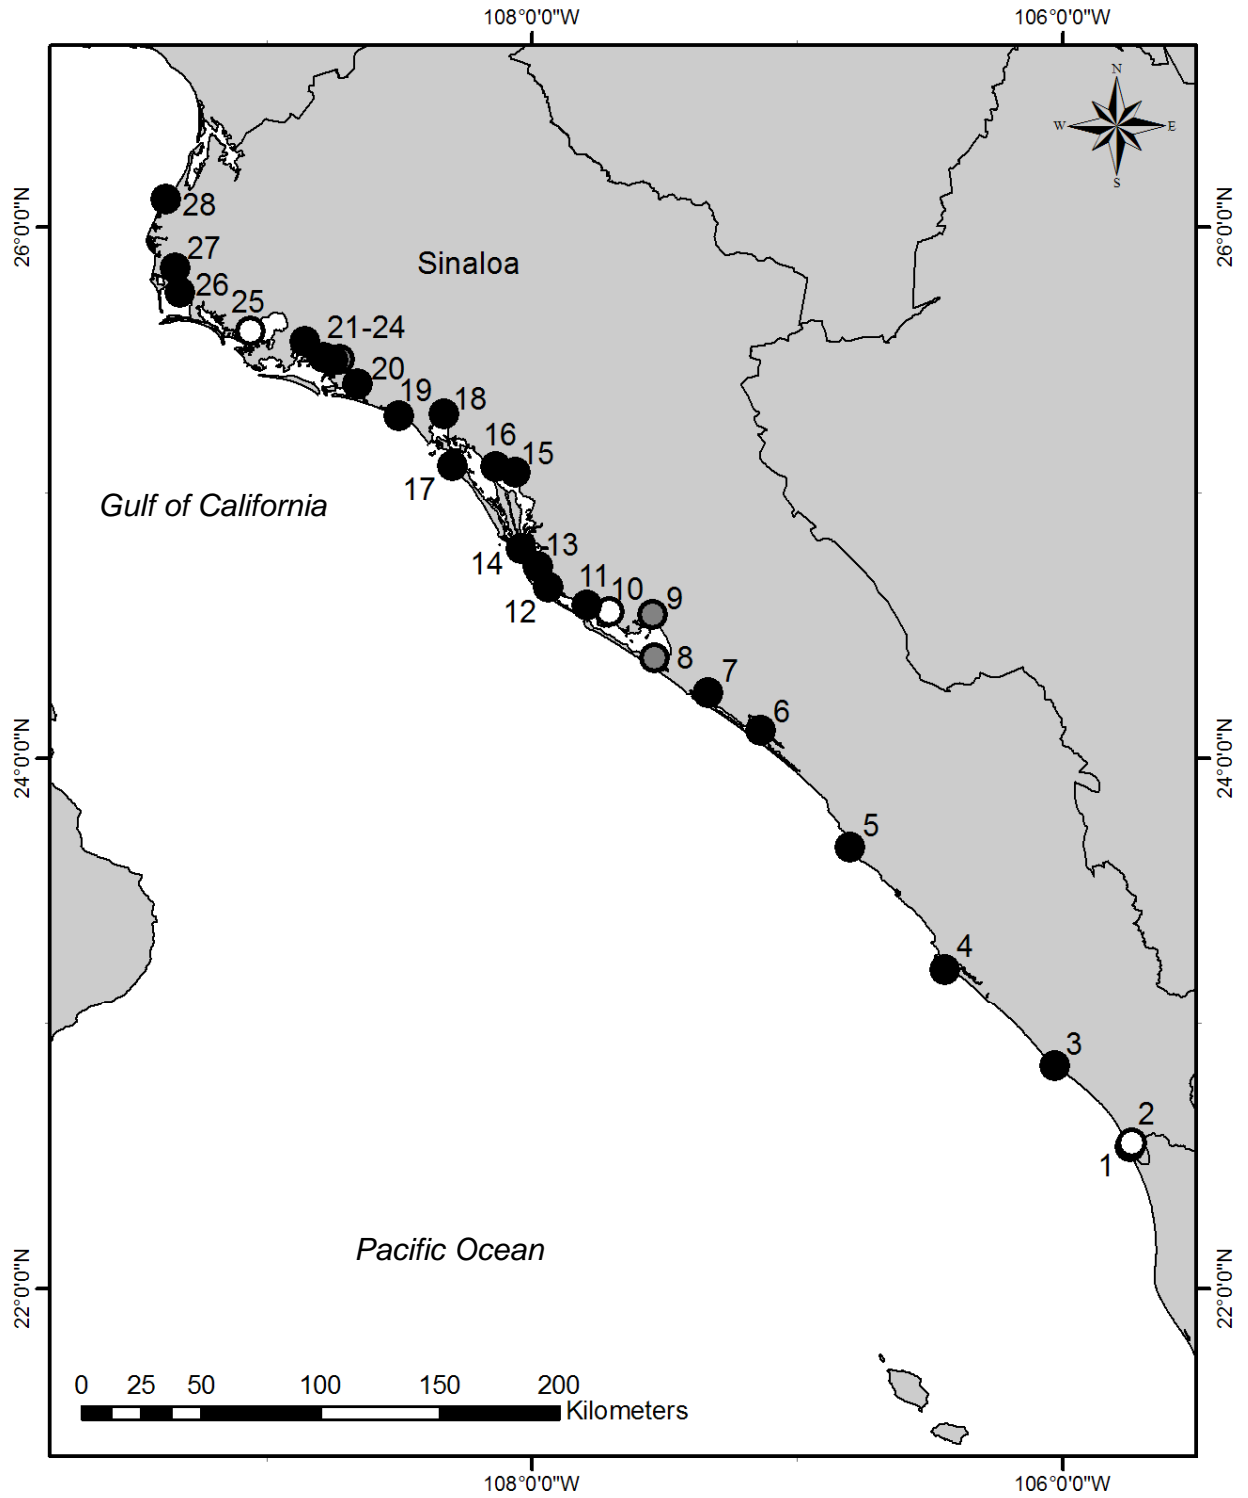 108°0'0"W 106°0'0"W
N
W E
S
26°0'0"N 26°0'0"N
28
27
26
25
Sinaloa
21-24
20
19 18
16 15
17
Gulf of California
13
14
11 10 9
12
8
7
6
24°0'0"N 24°0'0"N
5
4
3
2
1
Pacific Ocean
22°0'0"N 22°0'0"N
0 25 50 100 150 200
Kilometers
108°0'0"W 106°0'0"W